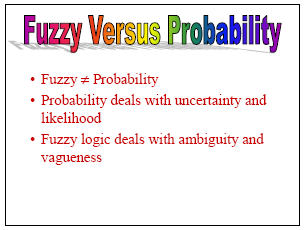 Fuzzy Versus Probability
• Fuzzy ≠ Probability
• Probability deals with uncertainty and
likelihood
• Fuzzy logic deals with ambiguity and
vagueness